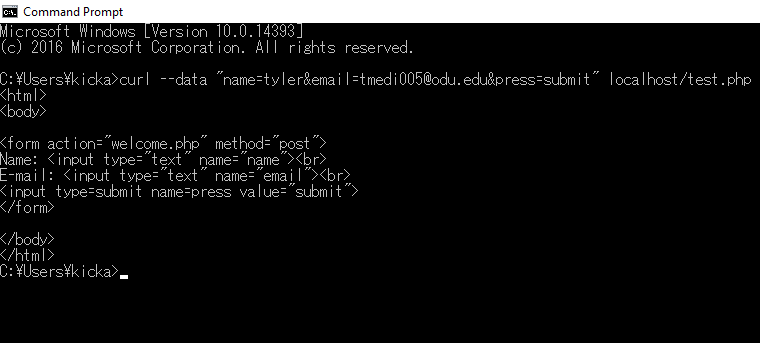 Command Prompt
Microsoft Windows [Version 10.0.14393]
(c) 2016 Microsoft Corporation. All rights reserved.
C:¥Users¥kicka>curl --data "name=tyler&email=tmedi005@odu.edu&press=submit" localhost/test.php
<html>
<body>
<form action="welcome.php" method="post">
Name: <input type="text" name="name"><br>
E-mail: <input type="text" name="email"><br>
<input type=submit name=press value="submit">
</form>
</body>
</html>
C:¥Users¥kicka>